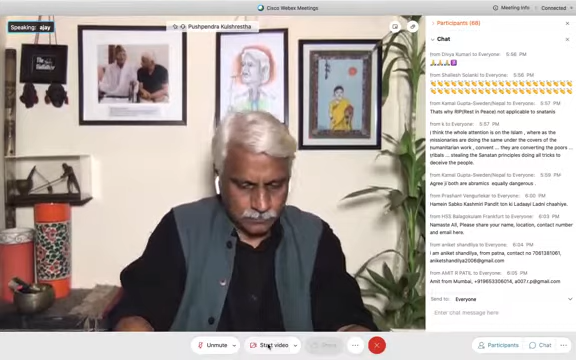 Cisco Webex Meetings
Meeting Info
Connected
Speaking: ajay
Pushpendra Kulshrestha
Participants (68)
Chat
from Divya Kumari to Everyone: 5:56 PM
from Shailesh Solanki to Everyone: 5:56 PM
from Kamal Gupta-Sweden/Nepal to Everyone: 5:57 PM
Thats why RIP(Rest in Peace) not applicable to snatanis
from k to Everyone: 5:57 PM
I think the whole attention is on the Islam , where as the
missionaries are doing the same under the covers of the
numanitarian work , convent ... they are converting the poors ...
tribals ... stealing the Sanatan principles doing all tricks to
deceive the people.
from Kamal Gupta-Sweden/Nepal to Everyone: 5:59 PM
Agree ji both are abramics equally dangerous .
from Prashant Vengurlekar to Everyone: 6:00 PM
Hamein Sabko Kashmiri Pandit ton ki Ladaayi Ladni chaahiye.
from HSS Balagokulam Frankfurt to Everyone: 6:03 PM
Namaste All, Please share your name, location, contact number
and email here.
from aniket shandilya to Everyone: 6:04 PM
I am aniket shandilya, from patna, contact no 7061381061,
aniketshandilya2008@gmail.com
from AMIT R PATIL to Everyone: 6:05 PM
Amit from Mumbai, +919653306014, a007.r.p@gmail.com
Send to: Everyone
Enter chat message here
Unmute
Start video
Share
Participants
Chat